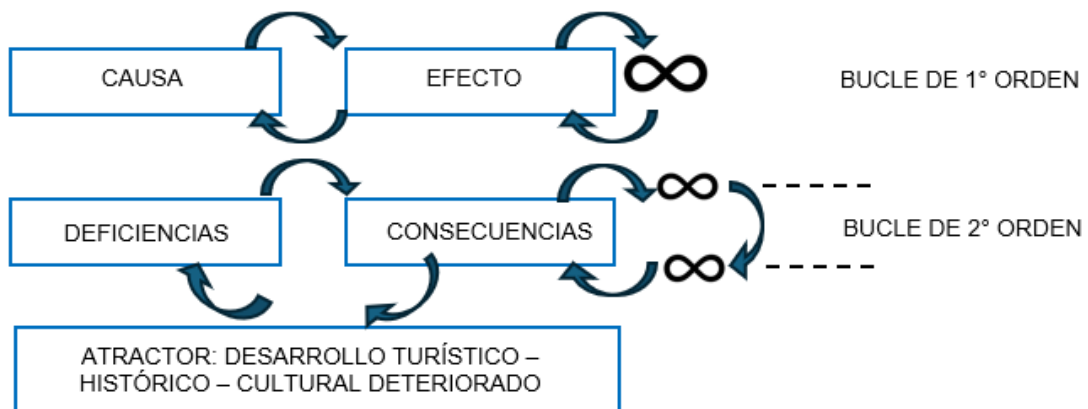 CAUSA
EFECTO
BUCLE DE 1° ORDEN
DEFICIENCIAS
CONSECUENCIAS
BUCLE DE 2° ORDEN
ATRACTOR: DESARROLLO TURÍSTICO –
HISTÓRICO – CULTURAL DETERIORADO